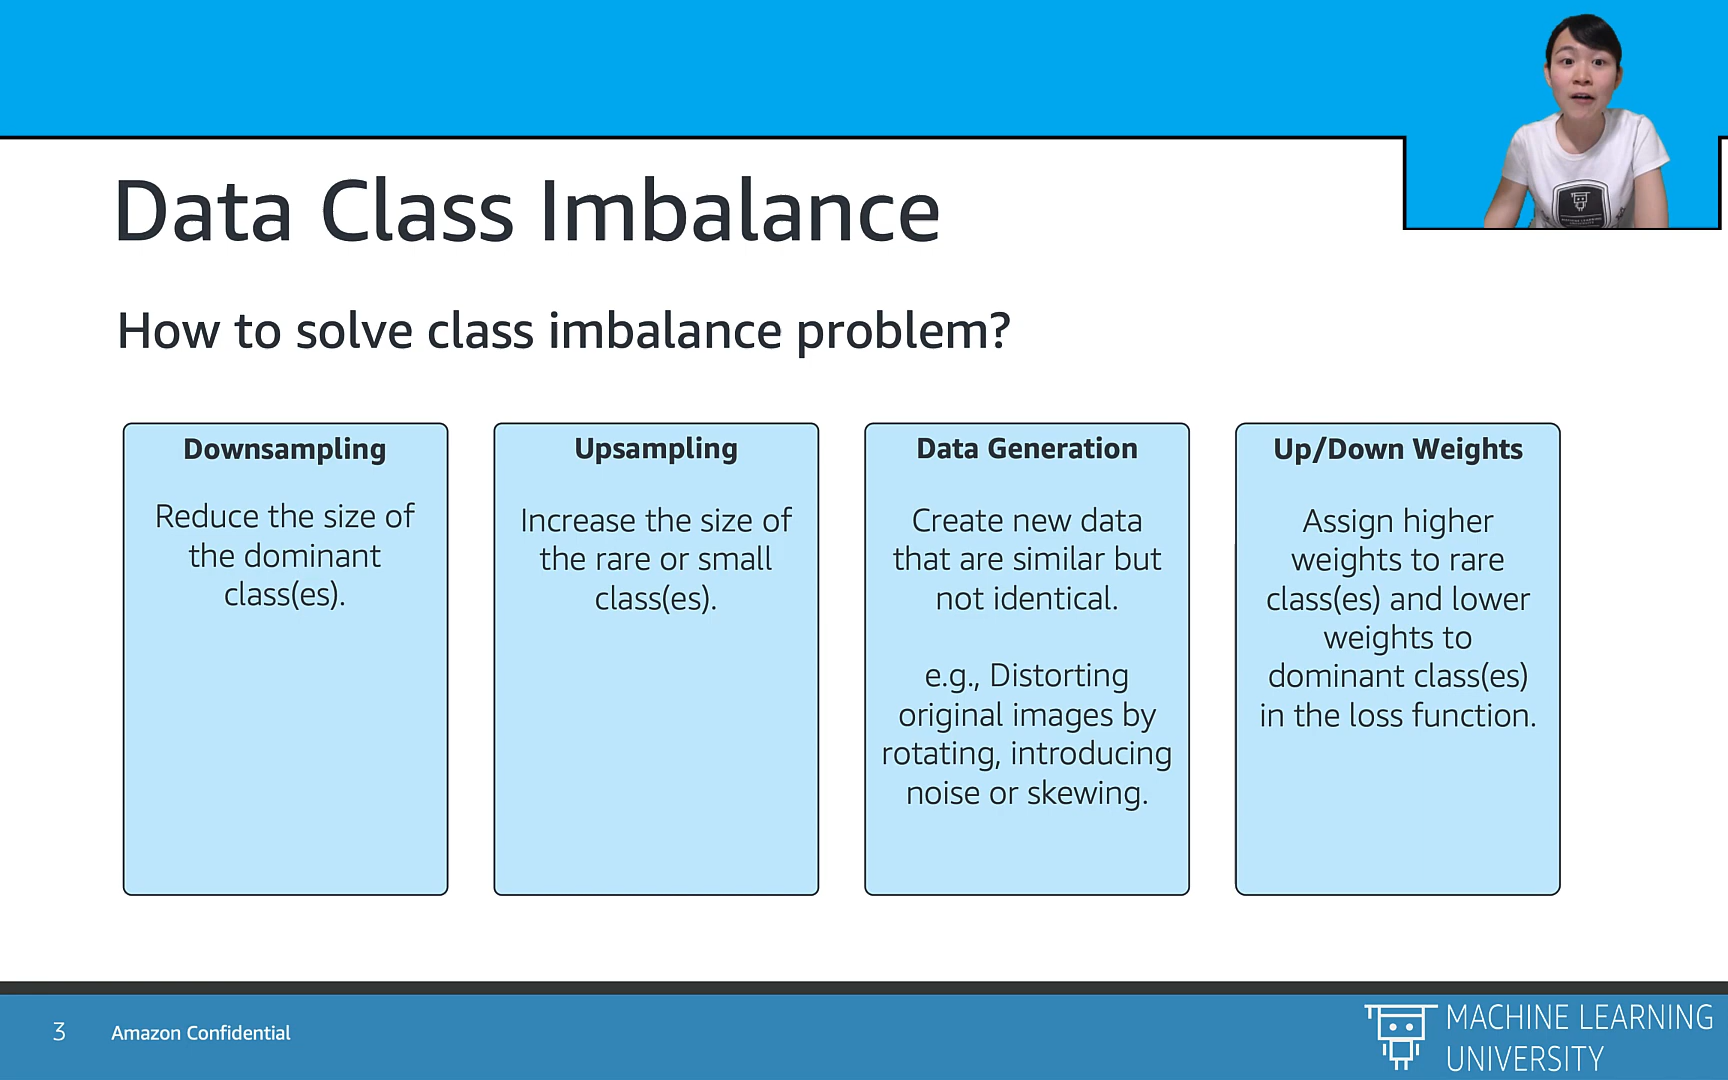 Data Class Imbalance
How to solve class imbalance problem?
Downsampling
Reduce the size of
the dominant
class(es).
Upsampling
Increase the size of
the rare or small
class(es).
Data Generation
Create new data
that are similar but
not identical.
e.g., Distorting
original images by
rotating, introducing
noise or skewing.
Up/Down Weights
Assign higher
weights to rare
class(es) and lower
weights to
dominant class(es)
in the loss function.
3
Amazon Confidential
MACHINE LEARNING
UNIVERSITY